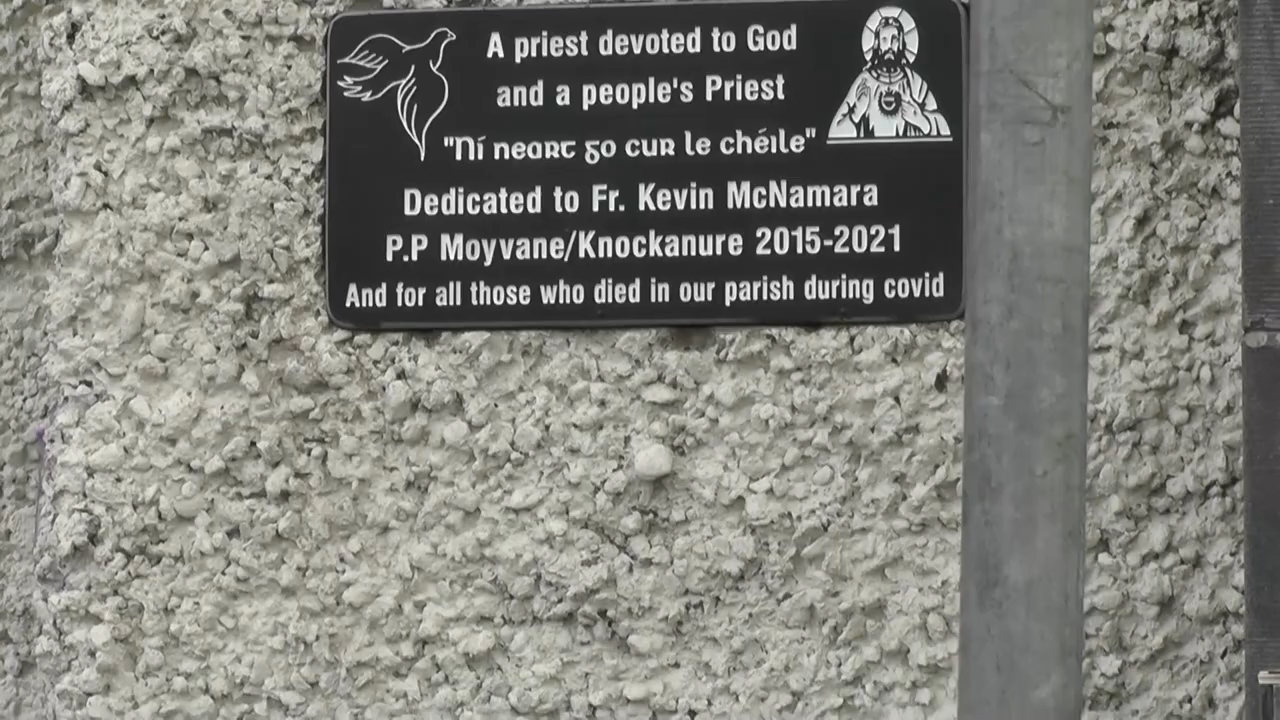 A priest devoted to God
and a people's Priest
"Ní neart go cur le chéile"
Dedicated to Fr. Kevin McNamara
P.P Moyvane/Knockanure 2015-2021
And for all those who died in our parish during covid